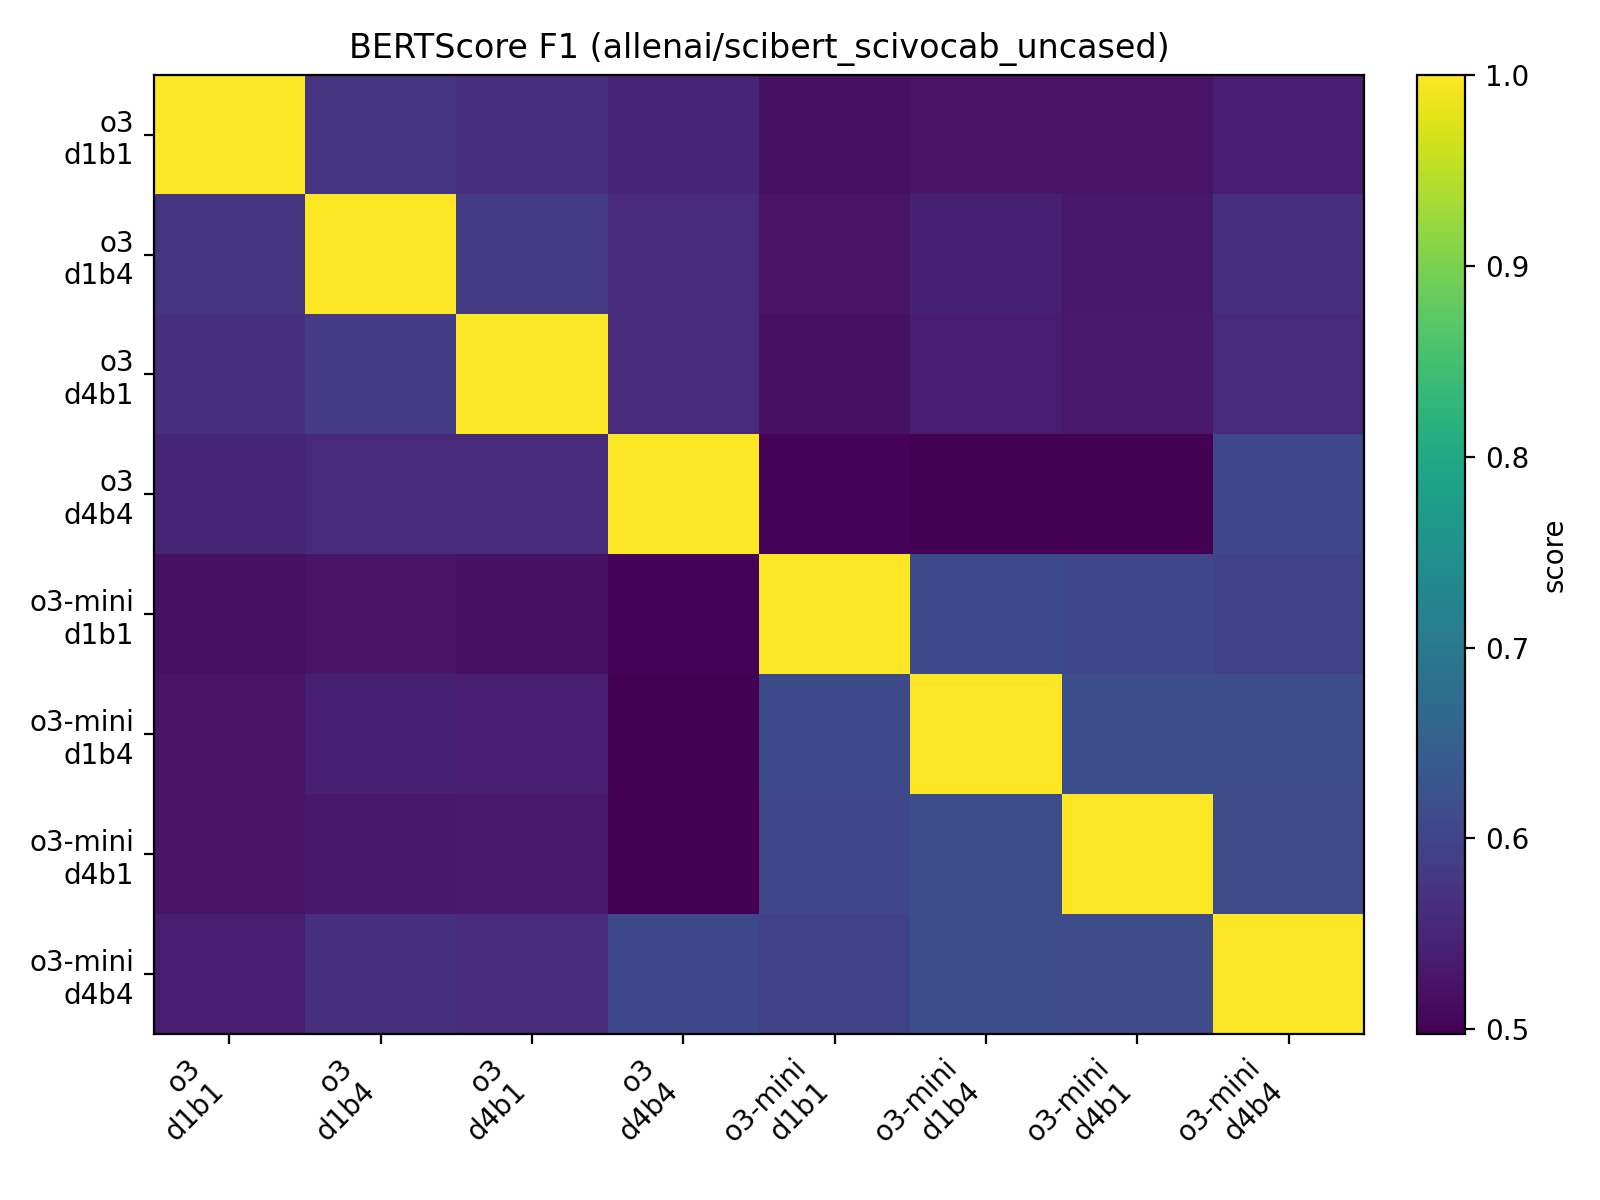 BERTScore F1 (allenai/scibert_scivocab_uncased)
o3
d1b1
o3
d1b4
o3
d4b1
o3
d4b4
o3-mini
d1b1
o3-mini
d1b4
o3-mini
d4b1
o3-mini
d4b4
o3
d1b1
o3
d1b4
o3
d4b1
o3
d4b4
o3-mini
d1b1
o3-mini
d1b4
o3-mini
d4b1
o3-mini
d4b4
1.0
0.9
0.8
0.7
0.6
0.5
score